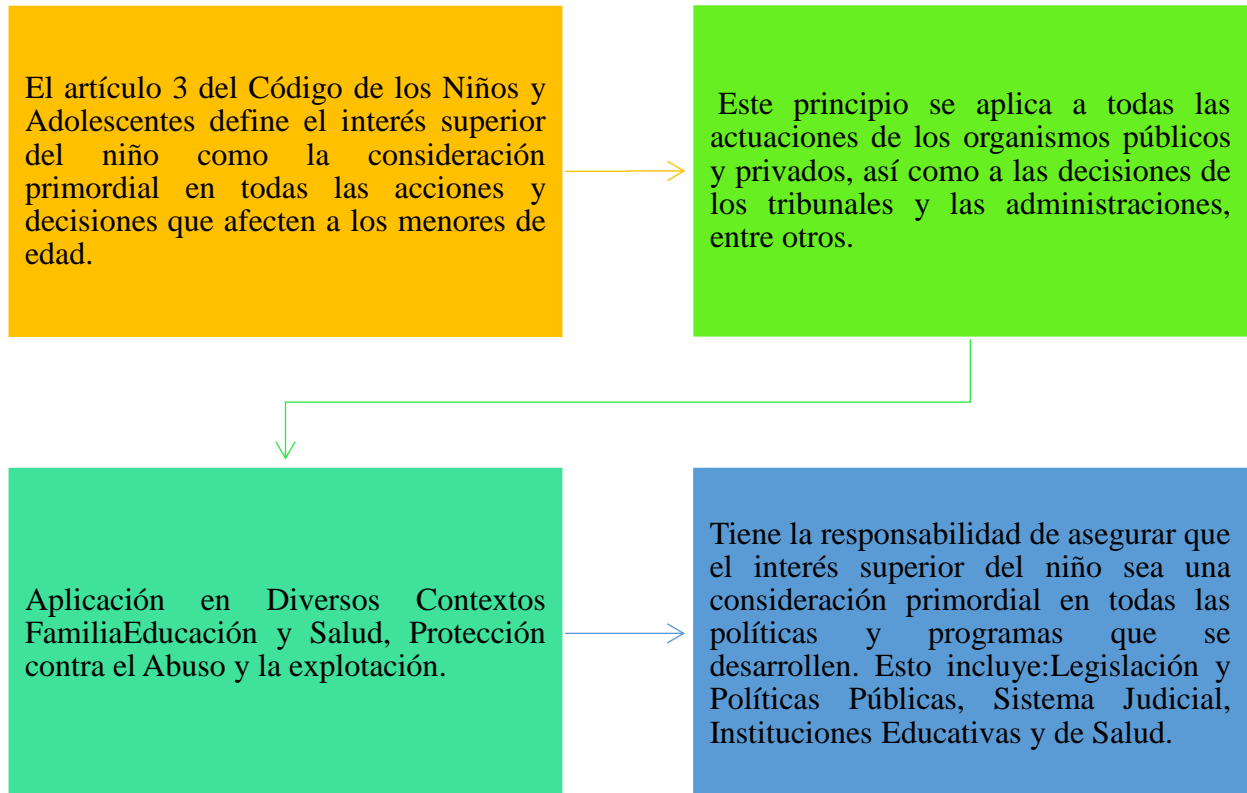 El artículo 3 del Código de los Niños y
Adolescentes define el interés superior
del niño como la consideración
primordial en todas las acciones y
decisiones que afecten a los menores de
edad.
Este principio se aplica a todas las
actuaciones de los organismos públicos
y privados, así como a las decisiones de
los tribunales y las administraciones,
entre otros.
Aplicación en Diversos Contextos
FamiliaEducación y Salud, Protección
contra el Abuso y la explotación.
Tiene la responsabilidad de asegurar que
el interés superior del niño sea una
consideración primordial en todas las
políticas y programas que se
desarrollen. Esto incluye:Legislación y
Políticas Públicas, Sistema Judicial,
Instituciones Educativas y de Salud.